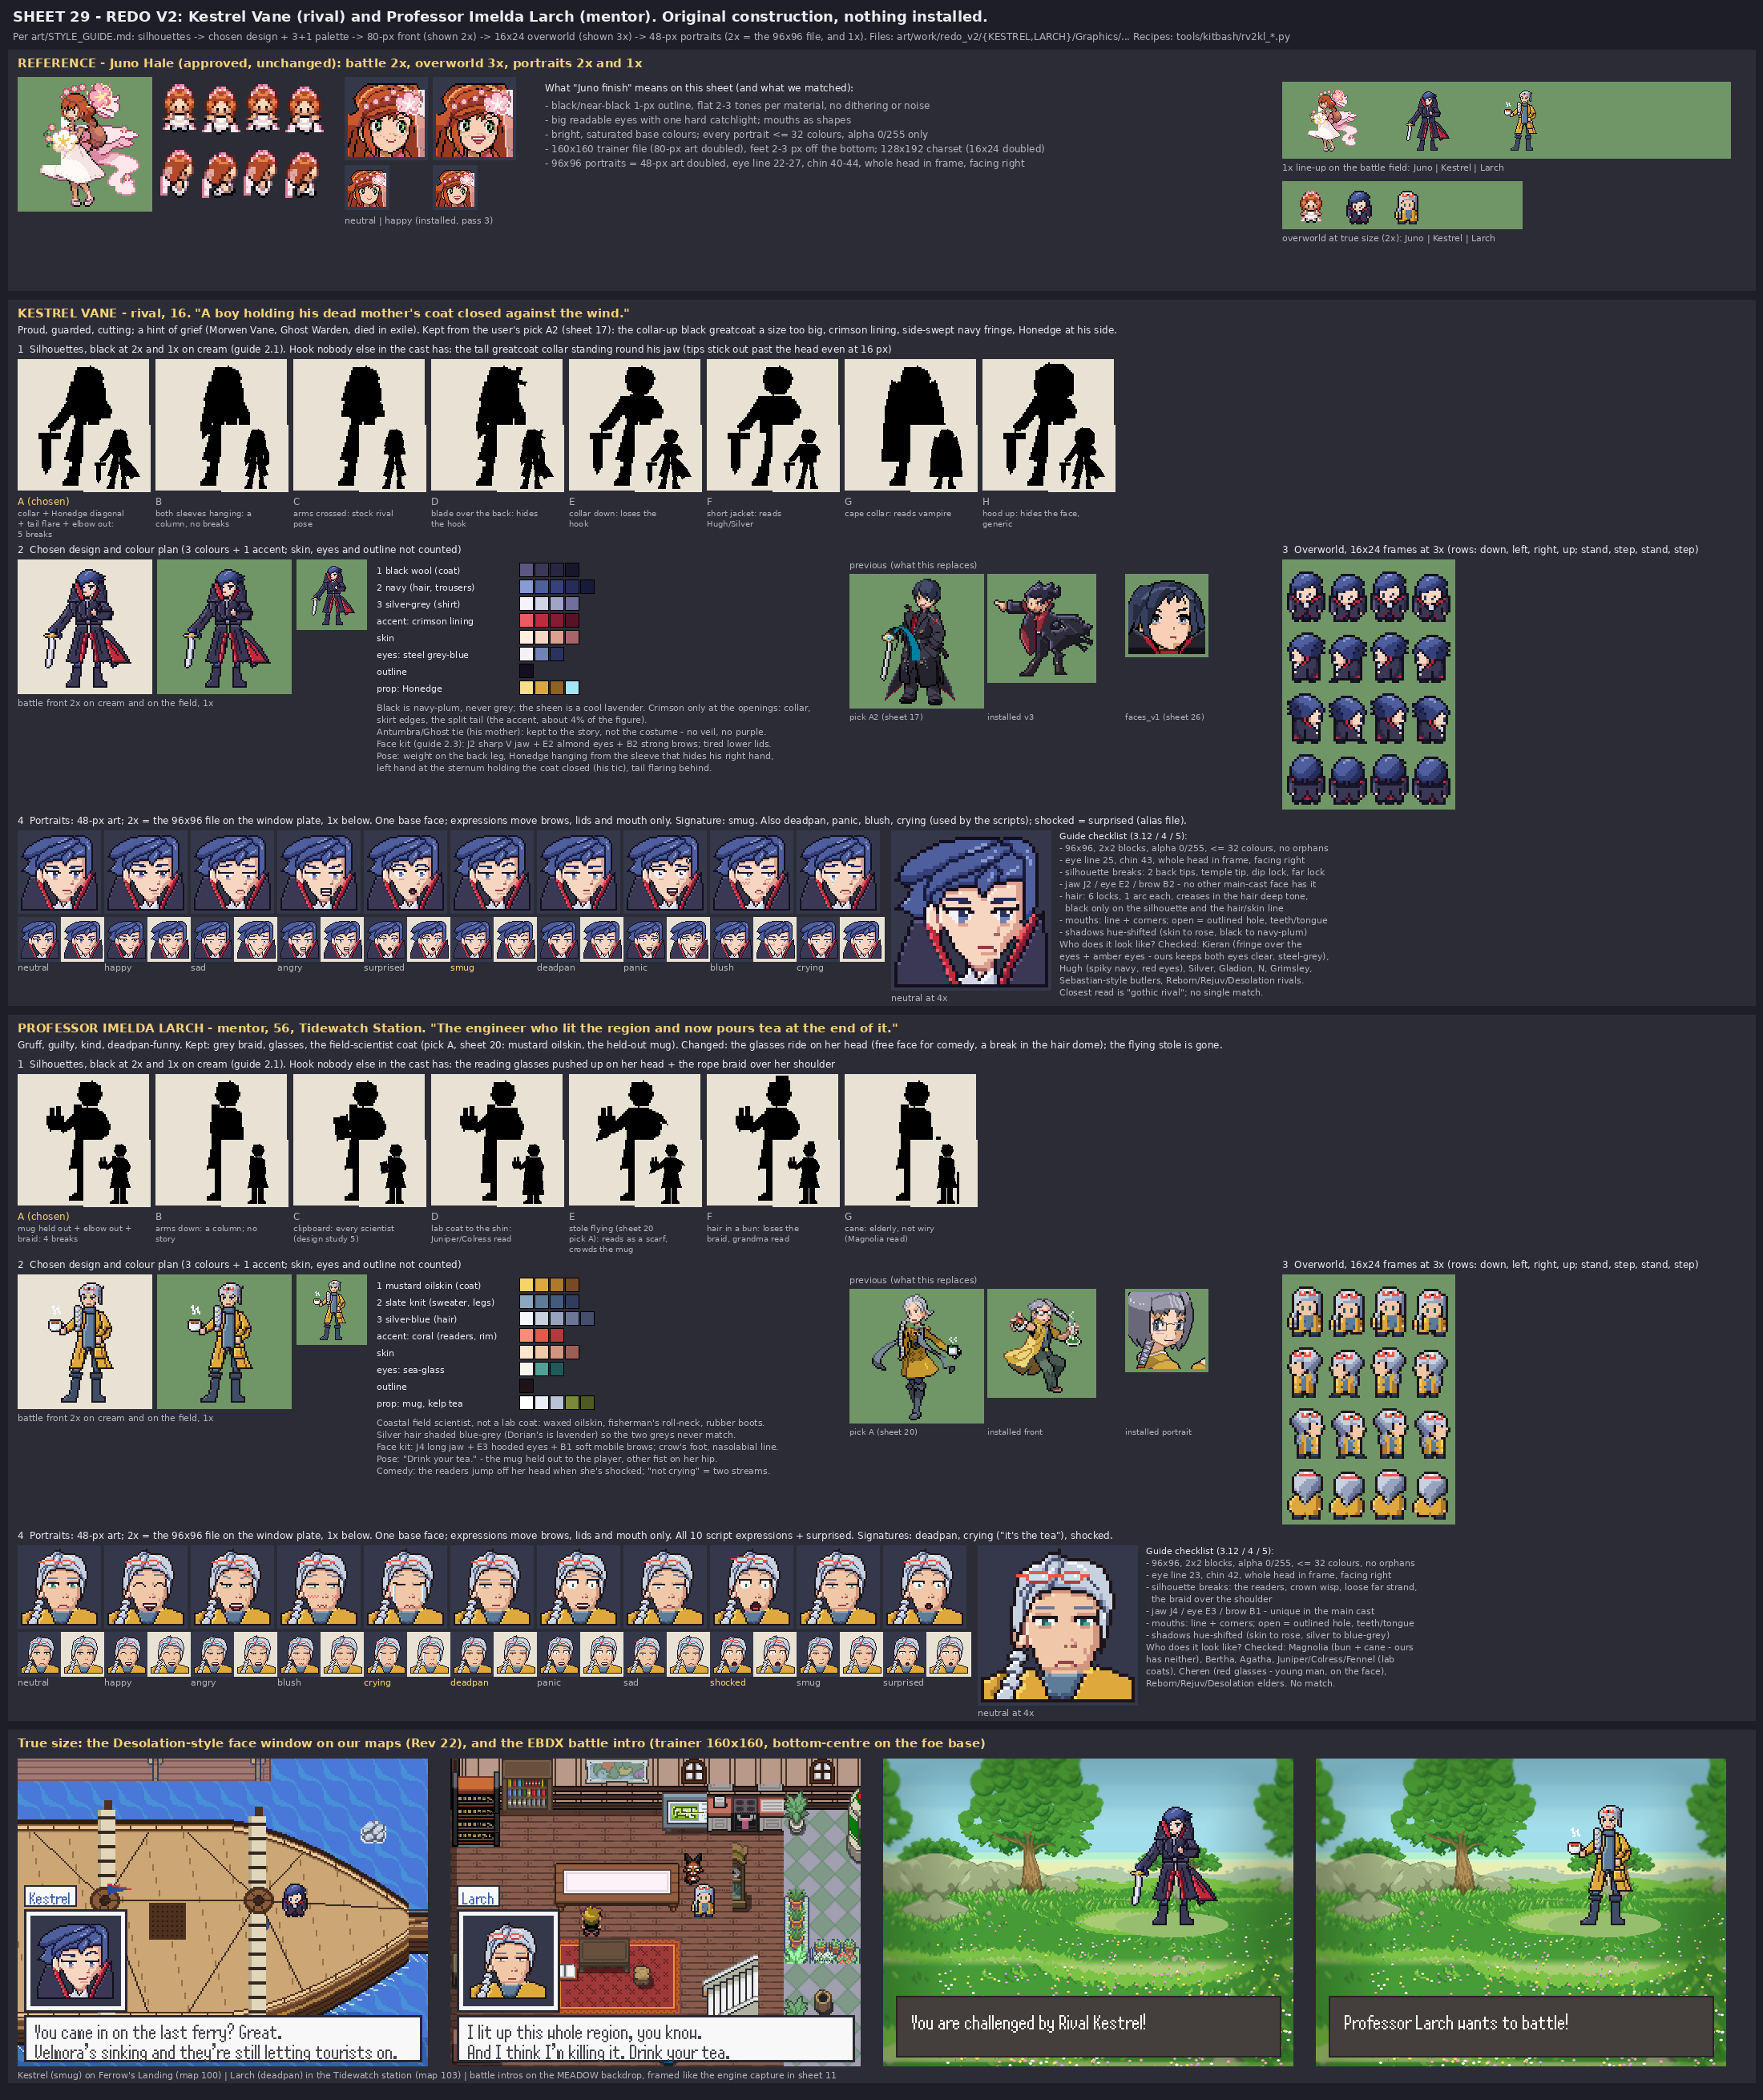 SHEET 29 - REDO V2: Kestrel Vane (rival) and Professor Imelda Larch (mentor). Original construction, nothing installed.
Per art/STYLE_GUIDE.md: silhouettes -> chosen design + 3+1 palette -> 80-px front (shown 2x) -> 16x24 overworld (shown 3x) -> 48-px portraits (2x = the 96x96 file, and 1x). Files: art/work/redo_v2/{KESTREL,LARCH}/Graphics/... Recipes: tools/kitbash/rv2kl_*.py
REFERENCE - Juno Hale (approved, unchanged): battle 2x, overworld 3x, portraits 2x and 1x
What "Juno finish" means on this sheet (and what we matched):
- black/near-black 1-px outline, flat 2-3 tones per material, no dithering or noise
- big readable eyes with one hard catchlight; mouths as shapes
- bright, saturated base colours; every portrait <= 32 colours, alpha 0/255 only
- 160x160 trainer file (80-px art doubled), feet 2-3 px off the bottom; 128x192 charset (16x24 doubled)
- 96x96 portraits = 48-px art doubled, eye line 22-27, chin 40-44, whole head in frame, facing right
neutral | happy (installed, pass 3)
1x line-up on the battle field: Juno | Kestrel | Larch
overworld at true size (2x): Juno | Kestrel | Larch
KESTREL VANE - rival, 16. "A boy holding his dead mother's coat closed against the wind."
Proud, guarded, cutting; a hint of grief (Morwen Vane, Ghost Warden, died in exile). Kept from the user's pick A2 (sheet 17): the collar-up black greatcoat a size too big, crimson lining, side-swept navy fringe, Honedge at his side.
1 Silhouettes, black at 2x and 1x on cream (guide 2.1). Hook nobody else in the cast has: the tall greatcoat collar standing round his jaw (tips stick out past the head even at 16 px)
A (chosen)
collar + Honedge diagonal
+ tail flare + elbow out:
5 breaks
B
both sleeves hanging: a
column, no breaks
C
arms crossed: stock rival
pose
D
blade over the back: hides
the hook
E
collar down: loses the
hook
F
short jacket: reads
Hugh/Silver
G
cape collar: reads vampire
H
hood up: hides the face,
generic
2 Chosen design and colour plan (3 colours + 1 accent; skin, eyes and outline not counted)
battle front 2x on cream and on the field, 1x
1 black wool (coat)
2 navy (hair, trousers)
3 silver-grey (shirt)
accent: crimson lining
skin
eyes: steel grey-blue
outline
prop: Honedge
Black is navy-plum, never grey; the sheen is a cool lavender. Crimson only at the openings: collar,
skirt edges, the split tail (the accent, about 4% of the figure).
Antumbra/Ghost tie (his mother): kept to the story, not the costume - no veil, no purple.
Face kit (guide 2.3): J2 sharp V jaw + E2 almond eyes + B2 strong brows; tired lower lids.
Pose: weight on the back leg, Honedge hanging from the sleeve that hides his right hand,
left hand at the sternum holding the coat closed (his tic), tail flaring behind.
previous (what this replaces)
pick A2 (sheet 17)
installed v3
faces_v1 (sheet 26)
3 Overworld, 16x24 frames at 3x (rows: down, left, right, up; stand, step, stand, step)
4 Portraits: 48-px art; 2x = the 96x96 file on the window plate, 1x below. One base face; expressions move brows, lids and mouth only. Signature: smug. Also deadpan, panic, blush, crying (used by the scripts); shocked = surprised (alias file).
neutral
happy
sad
angry
surprised
smug
deadpan
panic
blush
crying
neutral at 4x
Guide checklist (3.12 / 4 / 5):
- 96x96, 2x2 blocks, alpha 0/255, <= 32 colours, no orphans
- eye line 25, chin 43, whole head in frame, facing right
- silhouette breaks: 2 back tips, temple tip, dip lock, far lock
- jaw J2 / eye E2 / brow B2 - no other main-cast face has it
- hair: 6 locks, 1 arc each, creases in the hair deep tone,
black only on the silhouette and the hair/skin line
- mouths: line + corners; open = outlined hole, teeth/tongue
- shadows hue-shifted (skin to rose, black to navy-plum)
Who does it look like? Checked: Kieran (fringe over the
eyes + amber eyes - ours keeps both eyes clear, steel-grey),
Hugh (spiky navy, red eyes), Silver, Gladion, N, Grimsley,
Sebastian-style butlers, Reborn/Rejuv/Desolation rivals.
Closest read is "gothic rival"; no single match.
PROFESSOR IMELDA LARCH - mentor, 56, Tidewatch Station. "The engineer who lit the region and now pours tea at the end of it."
Gruff, guilty, kind, deadpan-funny. Kept: grey braid, glasses, the field-scientist coat (pick A, sheet 20: mustard oilskin, the held-out mug). Changed: the glasses ride on her head (free face for comedy, a break in the hair dome); the flying stole is gone.
1 Silhouettes, black at 2x and 1x on cream (guide 2.1). Hook nobody else in the cast has: the reading glasses pushed up on her head + the rope braid over her shoulder
A (chosen)
mug held out + elbow out +
braid: 4 breaks
B
arms down: a column; no
story
C
clipboard: every scientist
(design study 5)
D
lab coat to the shin:
Juniper/Colress read
E
stole flying (sheet 20
pick A): reads as a scarf,
crowds the mug
F
hair in a bun: loses the
braid, grandma read
G
cane: elderly, not wiry
(Magnolia read)
2 Chosen design and colour plan (3 colours + 1 accent; skin, eyes and outline not counted)
battle front 2x on cream and on the field, 1x
1 mustard oilskin (coat)
2 slate knit (sweater, legs)
3 silver-blue (hair)
accent: coral (readers, rim)
skin
eyes: sea-glass
outline
prop: mug, kelp tea
Coastal field scientist, not a lab coat: waxed oilskin, fisherman's roll-neck, rubber boots.
Silver hair shaded blue-grey (Dorian's is lavender) so the two greys never match.
Face kit: J4 long jaw + E3 hooded eyes + B1 soft mobile brows; crow's foot, nasolabial line.
Pose: "Drink your tea." - the mug held out to the player, other fist on her hip.
Comedy: the readers jump off her head when she's shocked; "not crying" = two streams.
previous (what this replaces)
pick A (sheet 20)
installed front
installed portrait
3 Overworld, 16x24 frames at 3x (rows: down, left, right, up; stand, step, stand, step)
4 Portraits: 48-px art; 2x = the 96x96 file on the window plate, 1x below. One base face; expressions move brows, lids and mouth only. All 10 script expressions + surprised. Signatures: deadpan, crying ("it's the tea"), shocked.
neutral
happy
angry
blush
crying
deadpan
panic
sad
shocked
smug
surprised
neutral at 4x
Guide checklist (3.12 / 4 / 5):
- 96x96, 2x2 blocks, alpha 0/255, <= 32 colours, no orphans
- eye line 23, chin 42, whole head in frame, facing right
- silhouette breaks: the readers, crown wisp, loose far strand,
the braid over the shoulder
- jaw J4 / eye E3 / brow B1 - unique in the main cast
- mouths: line + corners; open = outlined hole, teeth/tongue
- shadows hue-shifted (skin to rose, silver to blue-grey)
Who does it look like? Checked: Magnolia (bun + cane - ours
has neither), Bertha, Agatha, Juniper/Colress/Fennel (lab
coats), Cheren (red glasses - young man, on the face),
Reborn/Rejuv/Desolation elders. No match.
True size: the Desolation-style face window on our maps (Rev 22), and the EBDX battle intro (trainer 160x160, bottom-centre on the foe base)
Kestrel
You came in on the last ferry? Great.
Velmora's sinking and they're still letting tourists on.
Larch
I lit up this whole region, you know.
And I think I'm killing it. Drink your tea.
You are challenged by Rival Kestrel!
Professor Larch wants to battle!
Kestrel (smug) on Ferrow's Landing (map 100) | Larch (deadpan) in the Tidewatch station (map 103) | battle intros on the MEADOW backdrop, framed like the engine capture in sheet 11